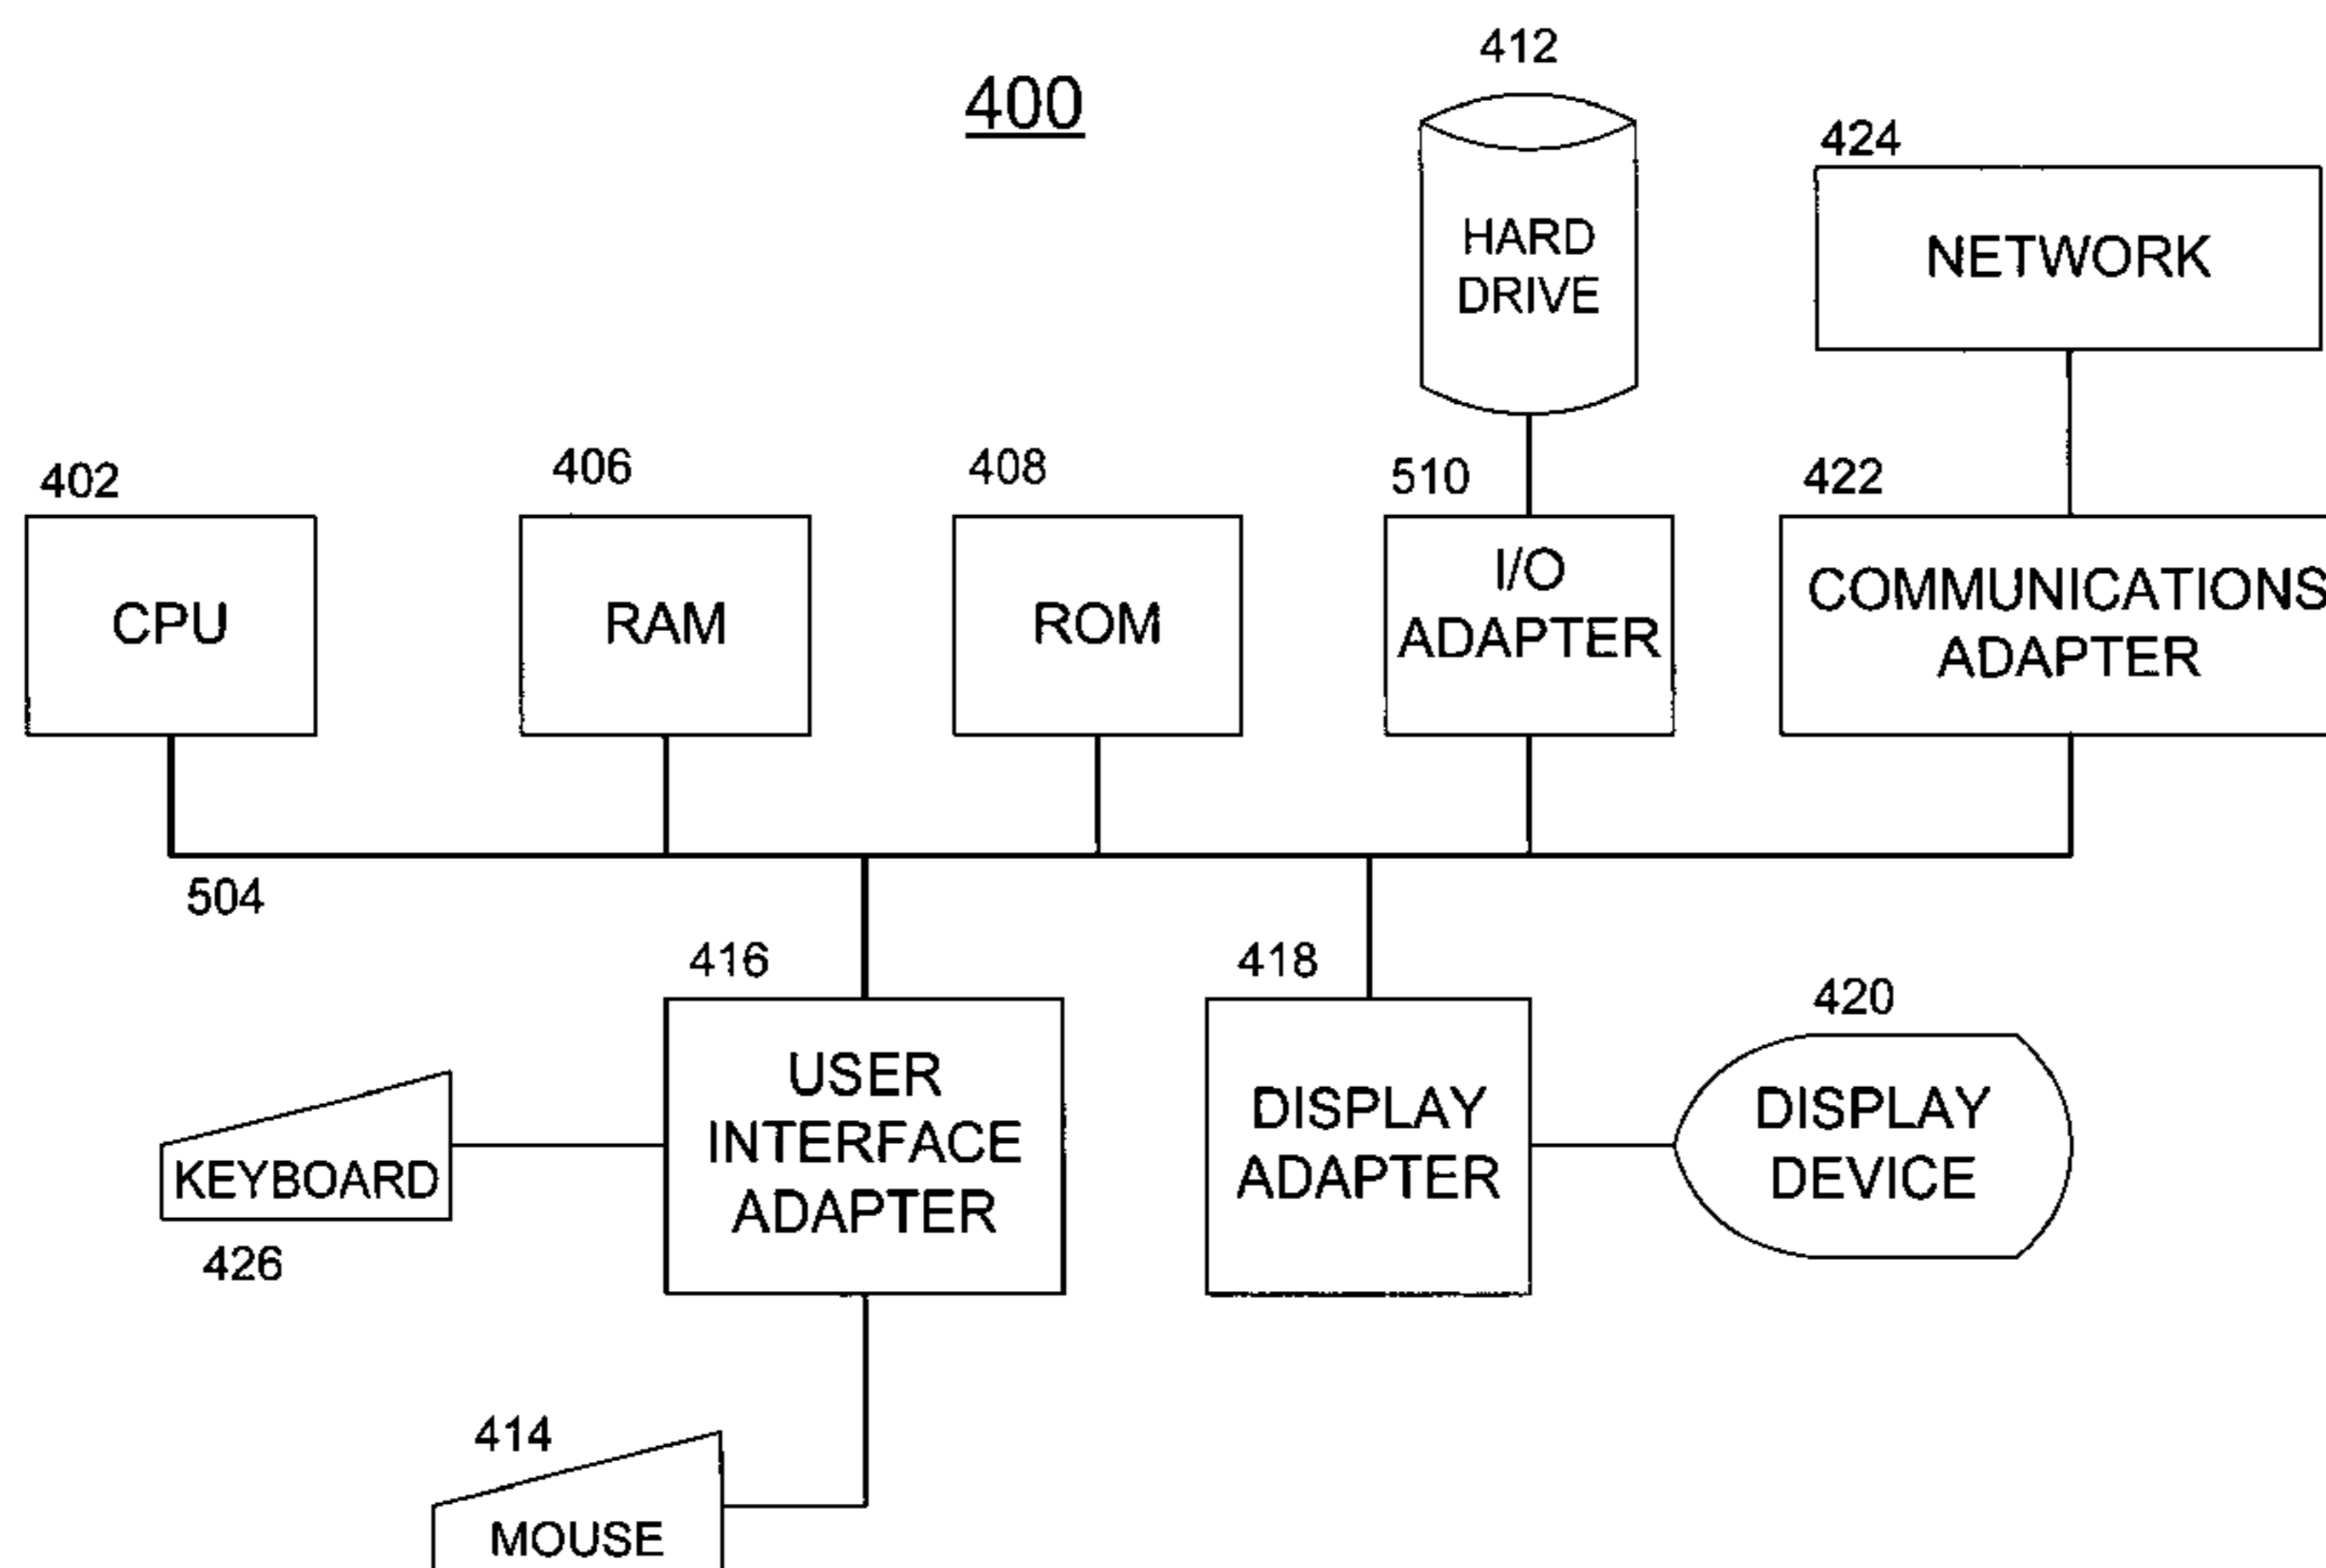 400
412
HARD
DRIVE
424
NETWORK
402
CPU
406
RAM
408
ROM
510
I/O
ADAPTER
422
COMMUNICATIONS
ADAPTER
504
416
USER
INTERFACE
ADAPTER
418
DISPLAY
ADAPTER
420
DISPLAY
DEVICE
KEYBOARD
426
414
MOUSE